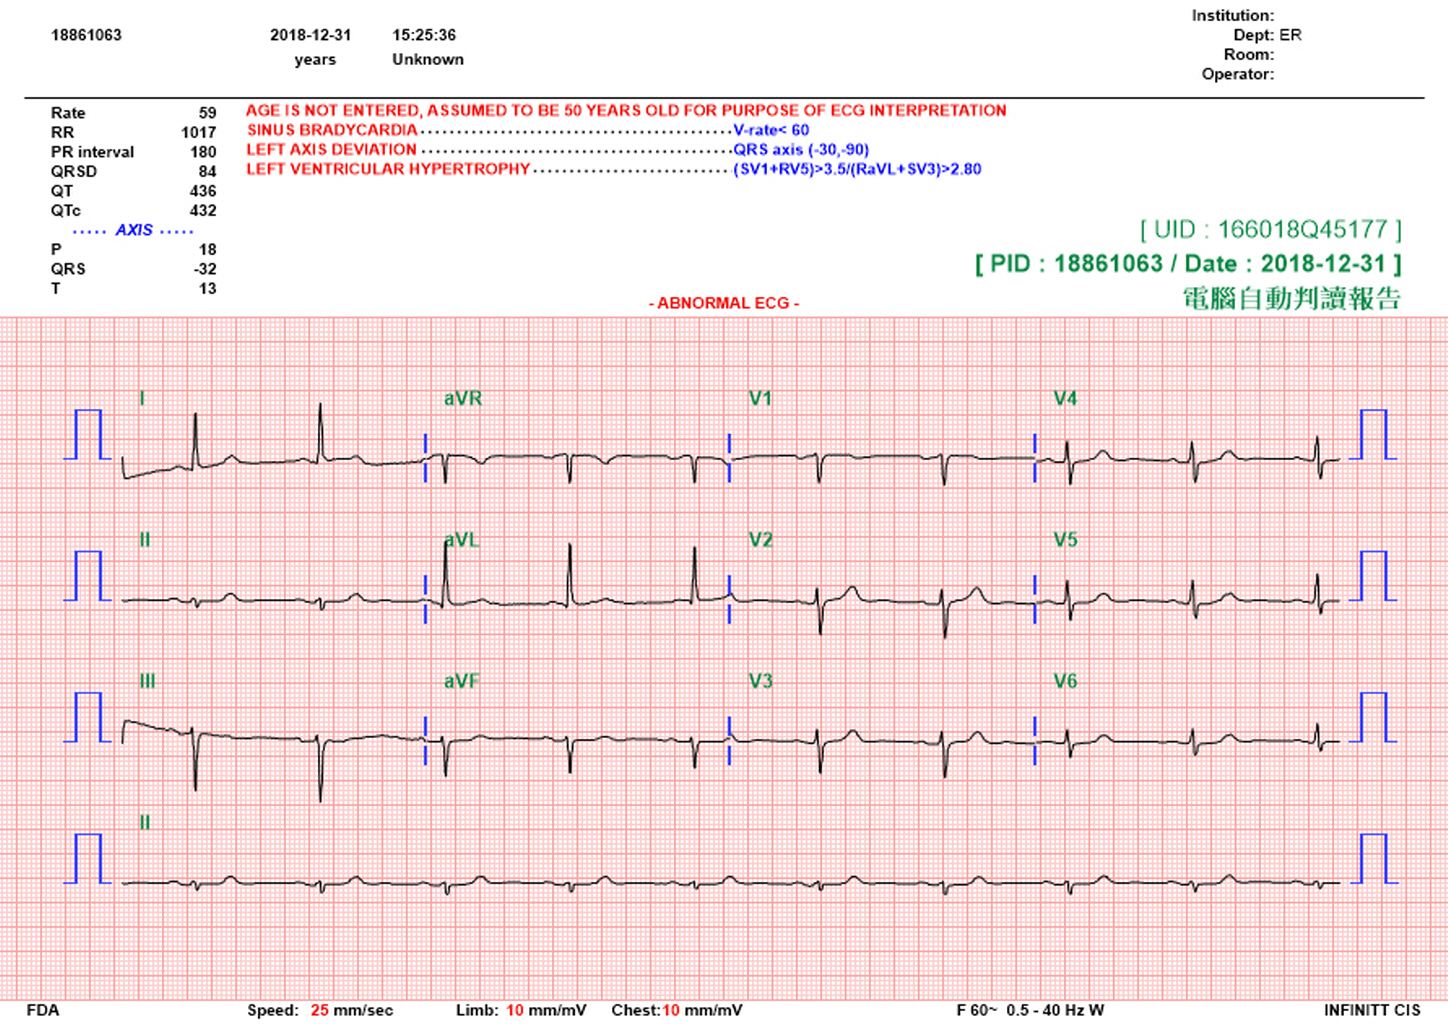 Institution:
18861063 2018-12-31 15:25:36 Dept: ER
years Unknown Room:
Operator:
Rate 59 AGE IS NOT ENTERED, ASSUMED TO BE 50 YEARS OLD FOR PURPOSE OF ECG INTERPRETATION
RR 1017 SINUS BRADYCARDIA V-rate< 60
PR interval 180 LEFT AXIS DEVIATION QRS axis (-30,-90)
QRSD 84 LEFT VENTRICULAR HYPERTROPHY (SV1+RV5)>3.5/(RaVL+SV3)>2.80
QT 436
QTc 432
AXIS
[ UID : 166018Q45177 ]
P 18
[ PID : 18861063 / Date : 2018-12-31 ]
QRS -32
T 13
電腦自動判讀報告
- ABNORMAL ECG -
I aVR V1 V4
II aVL V2 V5
III aVF V3 V6
II
FDA Speed: 25 mm/sec Limb: 10 mm/mV Chest:10 mm/mV F 60~ 0.5 - 40 Hz W INFINITT CIS